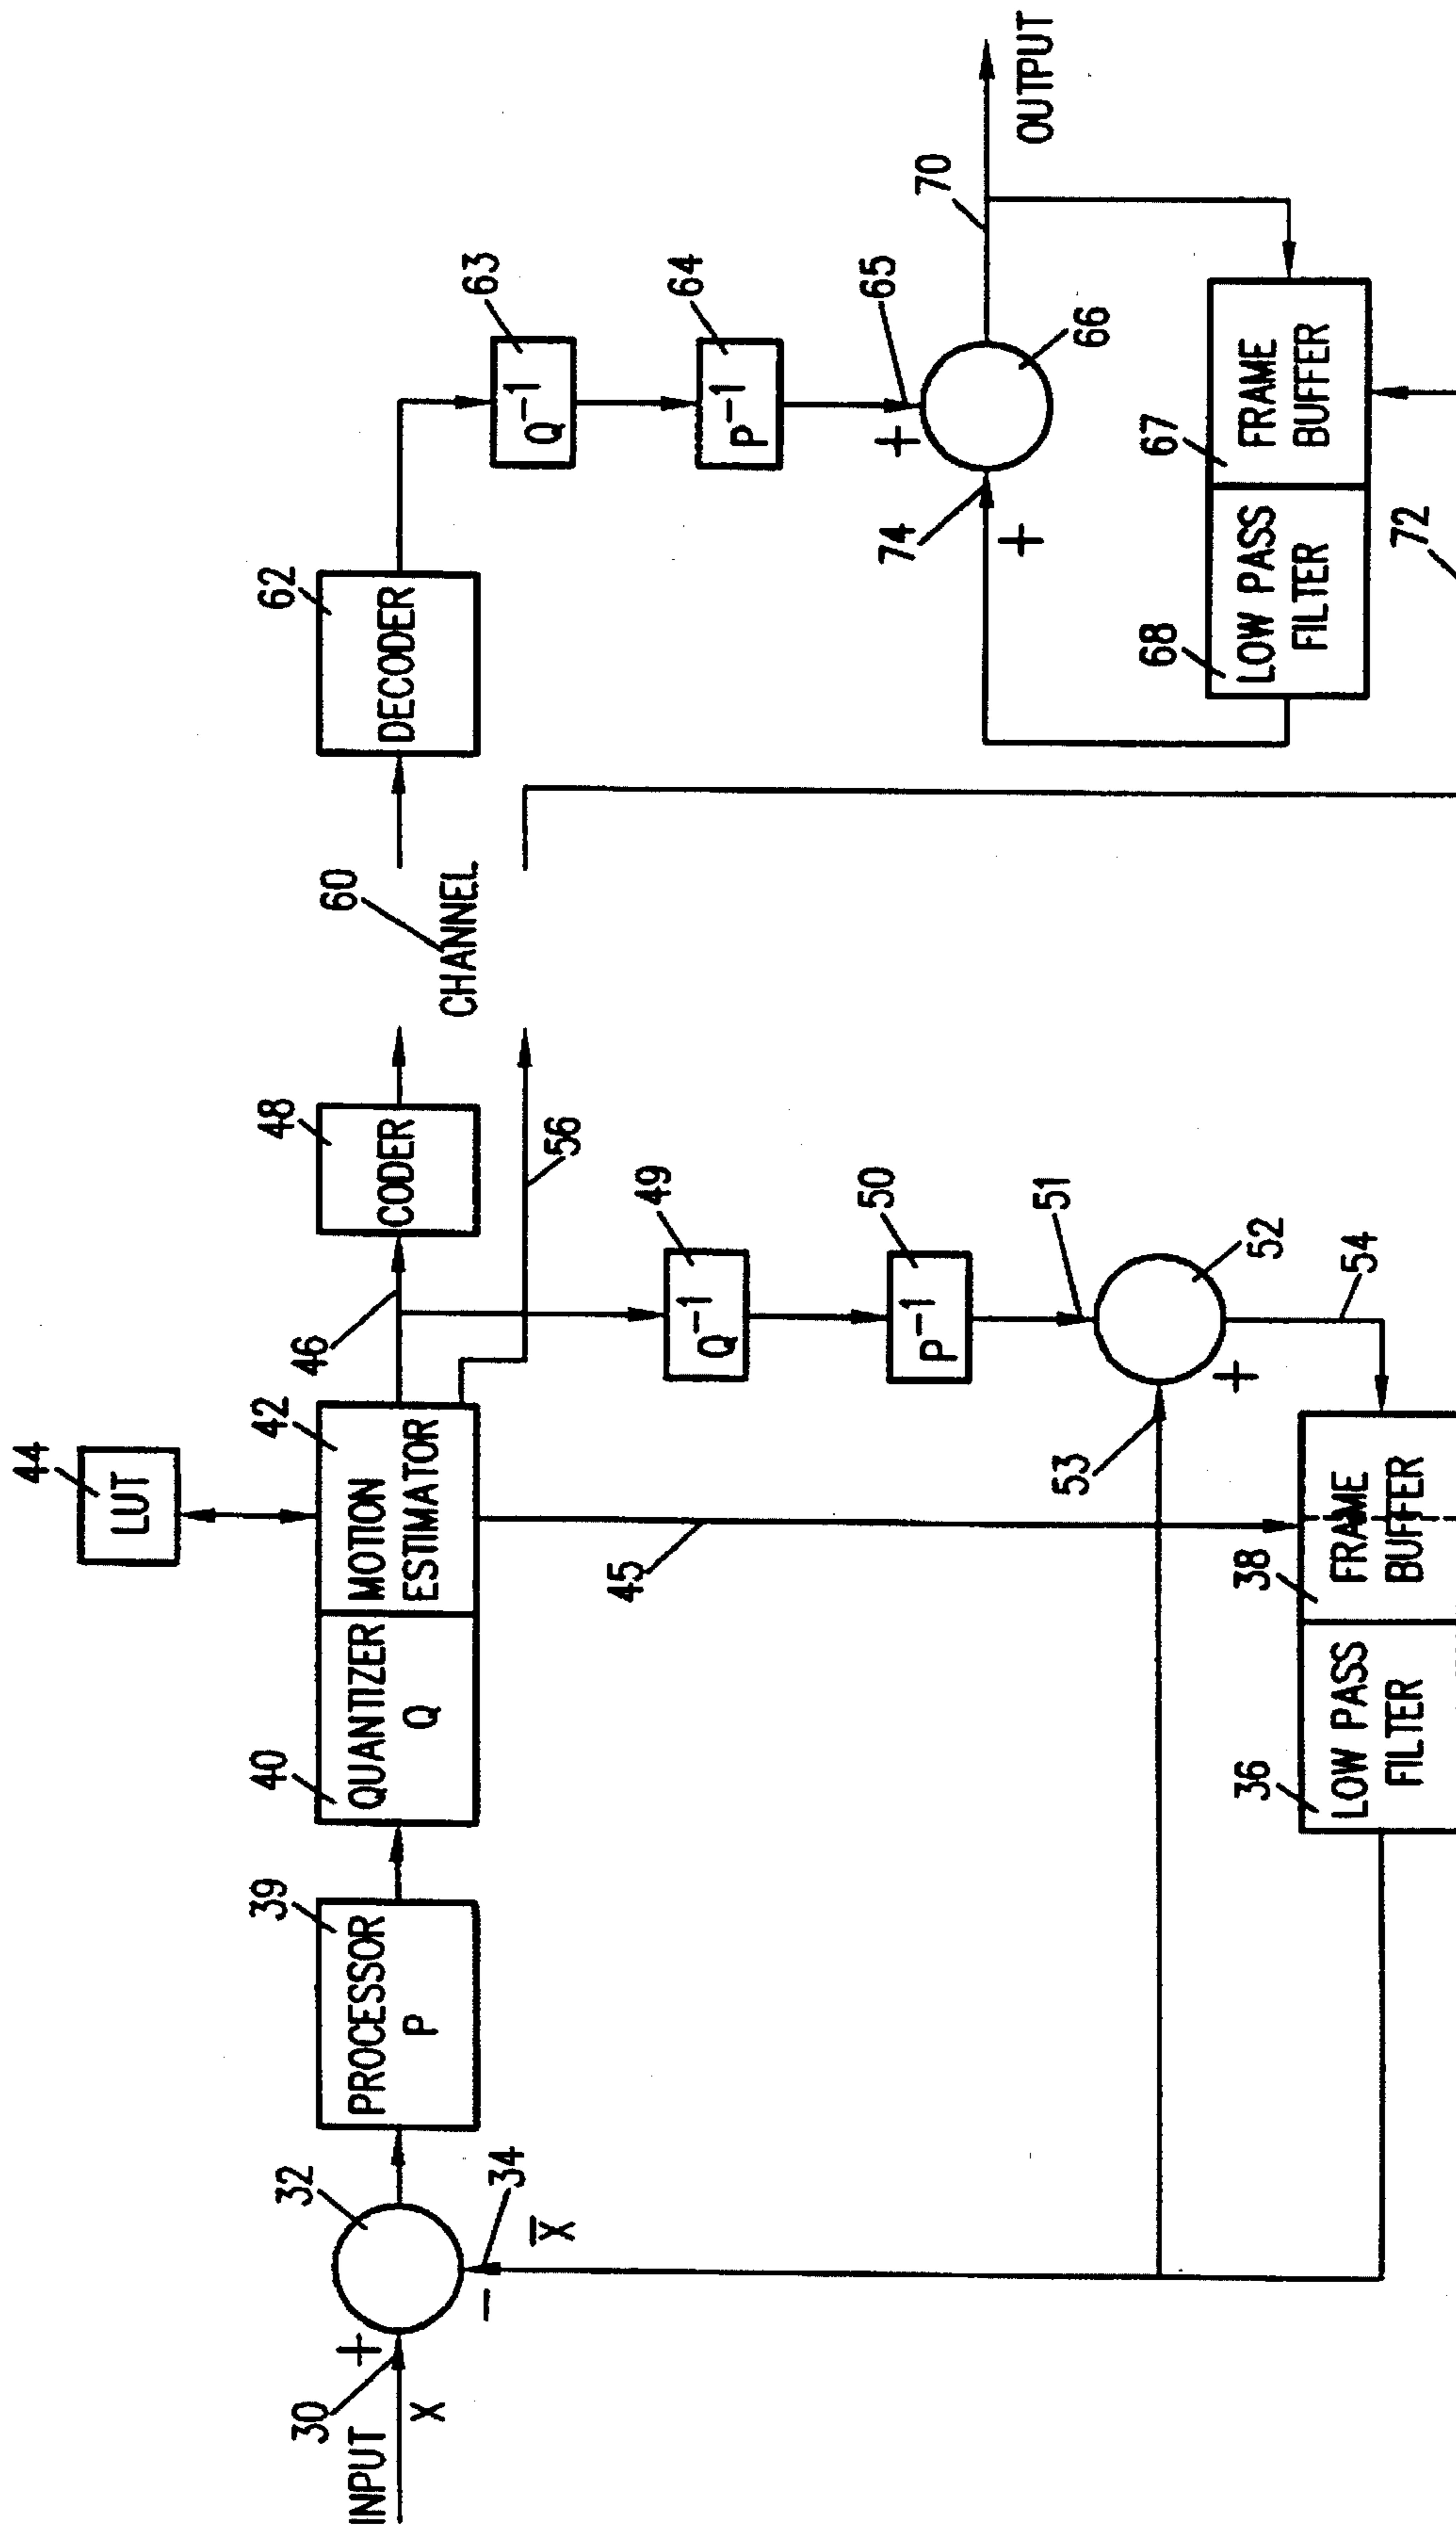 INPUT
30
X
+
32
-
34
X̅
39
PROCESSOR
P
40
QUANTIZER
Q
42
MOTION
ESTIMATOR
44
LUT
45
46
48
CODER
56
49
Q⁻¹
50
P⁻¹
51
53
52
+
54
36
LOW PASS
FILTER
38
FRAME
BUFFER
60
CHANNEL
62
DECODER
63
Q⁻¹
64
P⁻¹
65
+
74
+
66
70
OUTPUT
68
LOW PASS
FILTER
67
FRAME
BUFFER
72